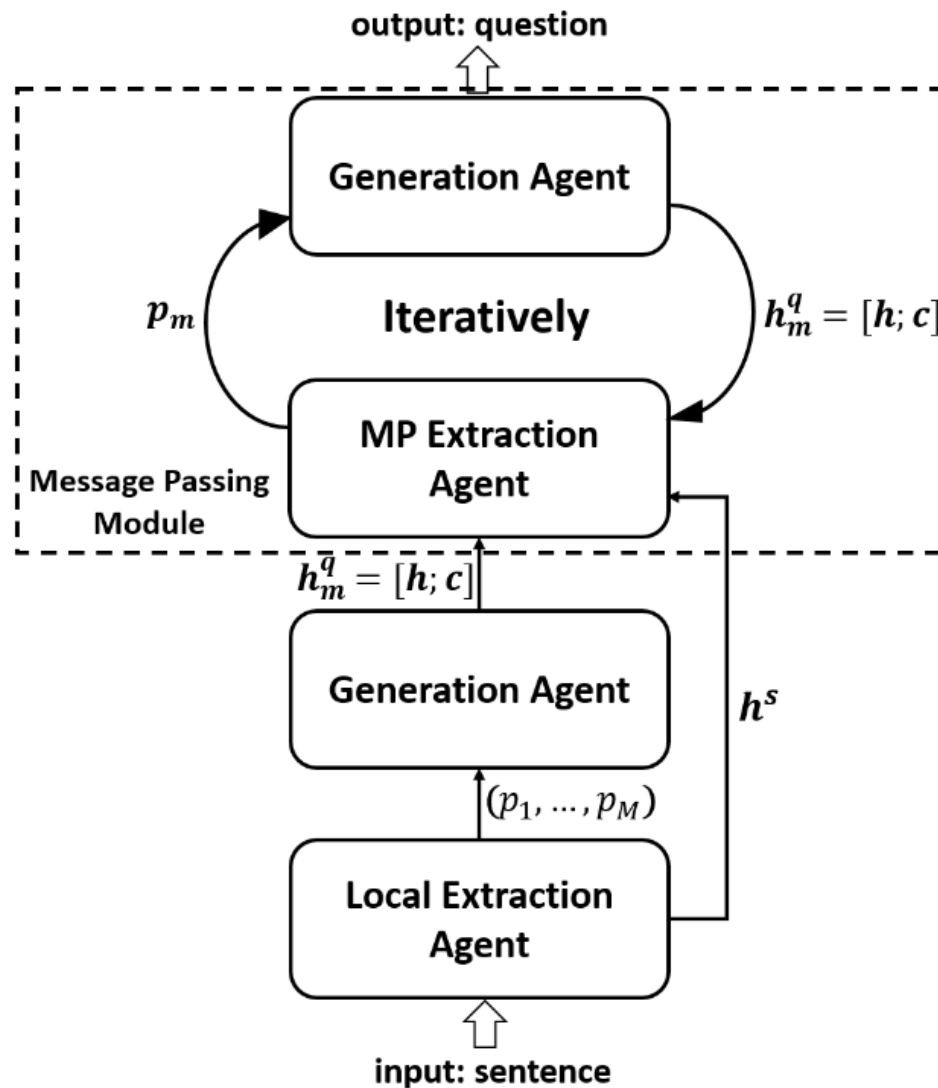 output: question
Generation Agent
p_m
Iteratively
h_m^q = [h; c]
MP Extraction
Agent
Message Passing
Module
h_m^q = [h; c]
Generation Agent
h^s
(p_1, ..., p_M)
Local Extraction
Agent
input: sentence